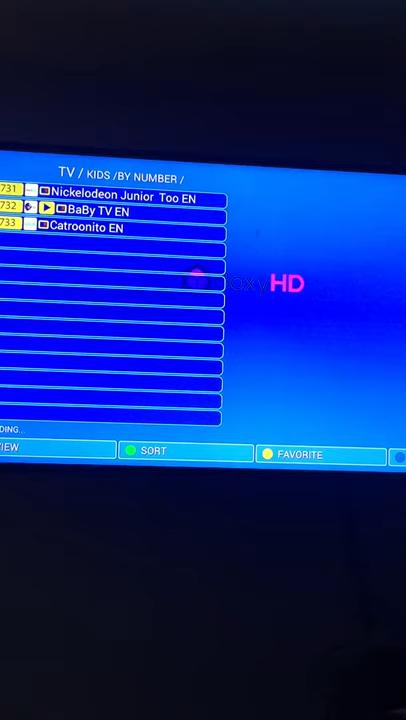 TV / KIDS /BY NUMBER /
731 Nickelodeon Junior Too EN
732 BaBy TV EN
733 Catroonito EN
HD
DING...
IEW
SORT
FAVORITE